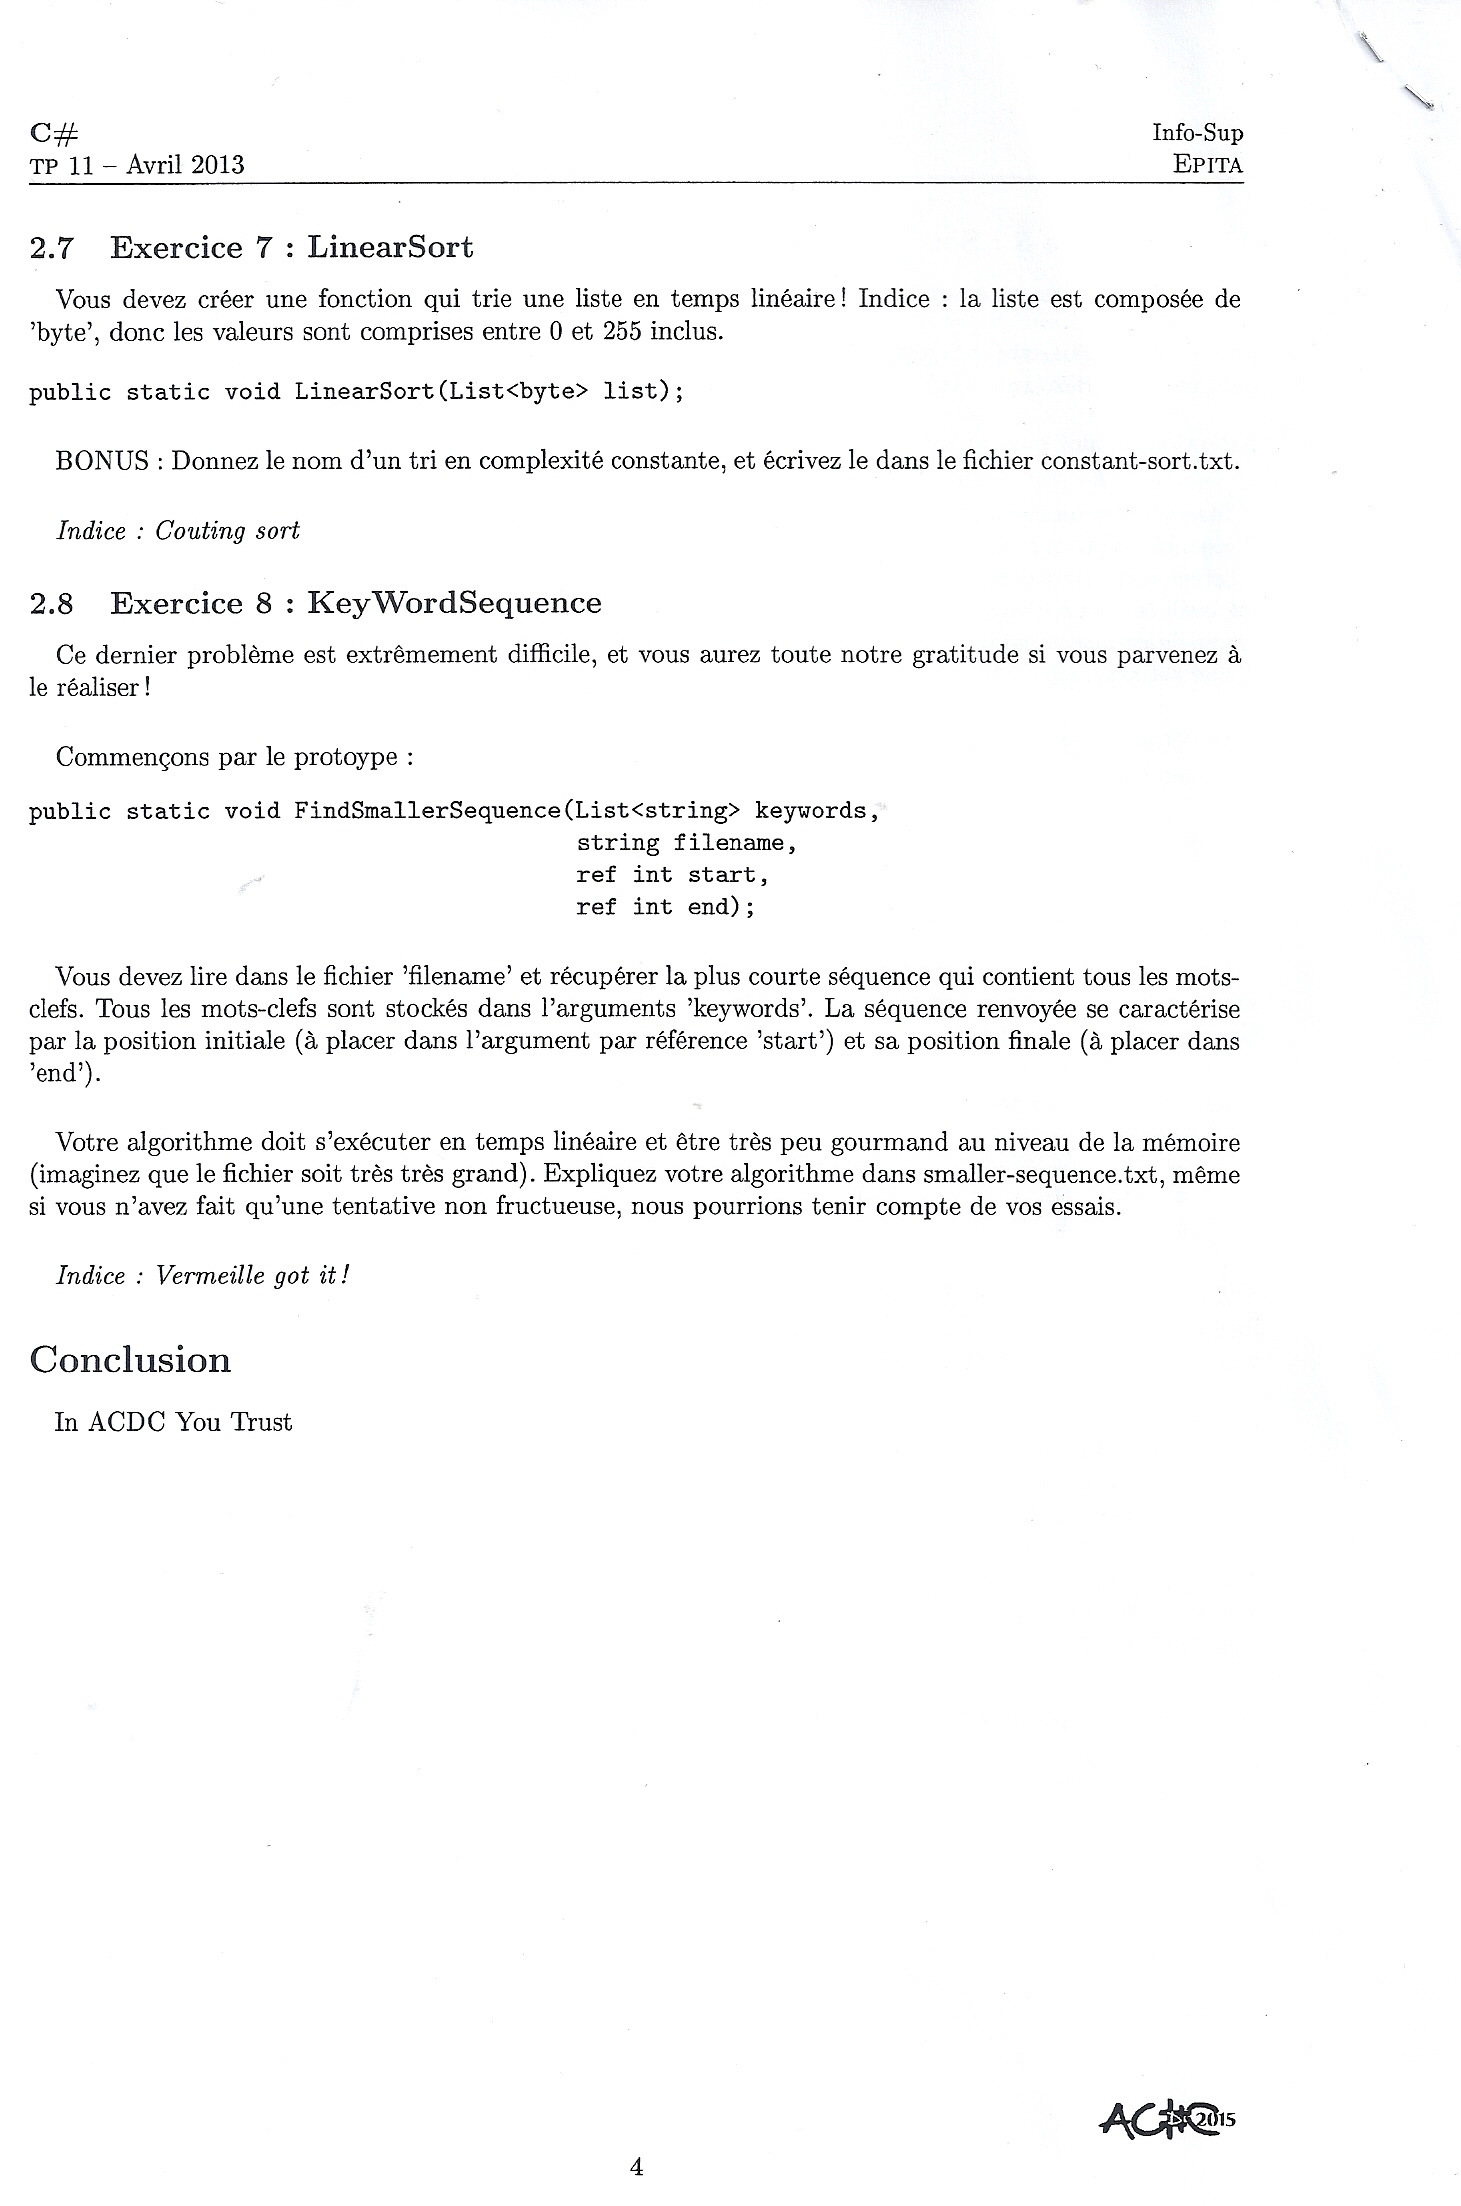 C#
TP 11 – Avril 2013
Info-Sup
EPITA
2.7 Exercice 7 : LinearSort
Vous devez créer une fonction qui trie une liste en temps linéaire ! Indice : la liste est composée de
'byte', donc les valeurs sont comprises entre 0 et 255 inclus.
public static void LinearSort(List<byte> list);
BONUS : Donnez le nom d'un tri en complexité constante, et écrivez le dans le fichier constant-sort.txt.
Indice : Couting sort
2.8 Exercice 8 : KeyWordSequence
Ce dernier problème est extrêmement difficile, et vous aurez toute notre gratitude si vous parvenez à
le réaliser !
Commençons par le protoype :
public static void FindSmallerSequence(List<string> keywords,
string filename,
ref int start,
ref int end);
Vous devez lire dans le fichier 'filename' et récupérer la plus courte séquence qui contient tous les mots-
clefs. Tous les mots-clefs sont stockés dans l'arguments 'keywords'. La séquence renvoyée se caractérise
par la position initiale (à placer dans l'argument par référence 'start') et sa position finale (à placer dans
'end').
Votre algorithme doit s'exécuter en temps linéaire et être très peu gourmand au niveau de la mémoire
(imaginez que le fichier soit très très grand). Expliquez votre algorithme dans smaller-sequence.txt, même
si vous n'avez fait qu'une tentative non fructueuse, nous pourrions tenir compte de vos essais.
Indice : Vermeille got it !
Conclusion
In ACDC You Trust
2015
4